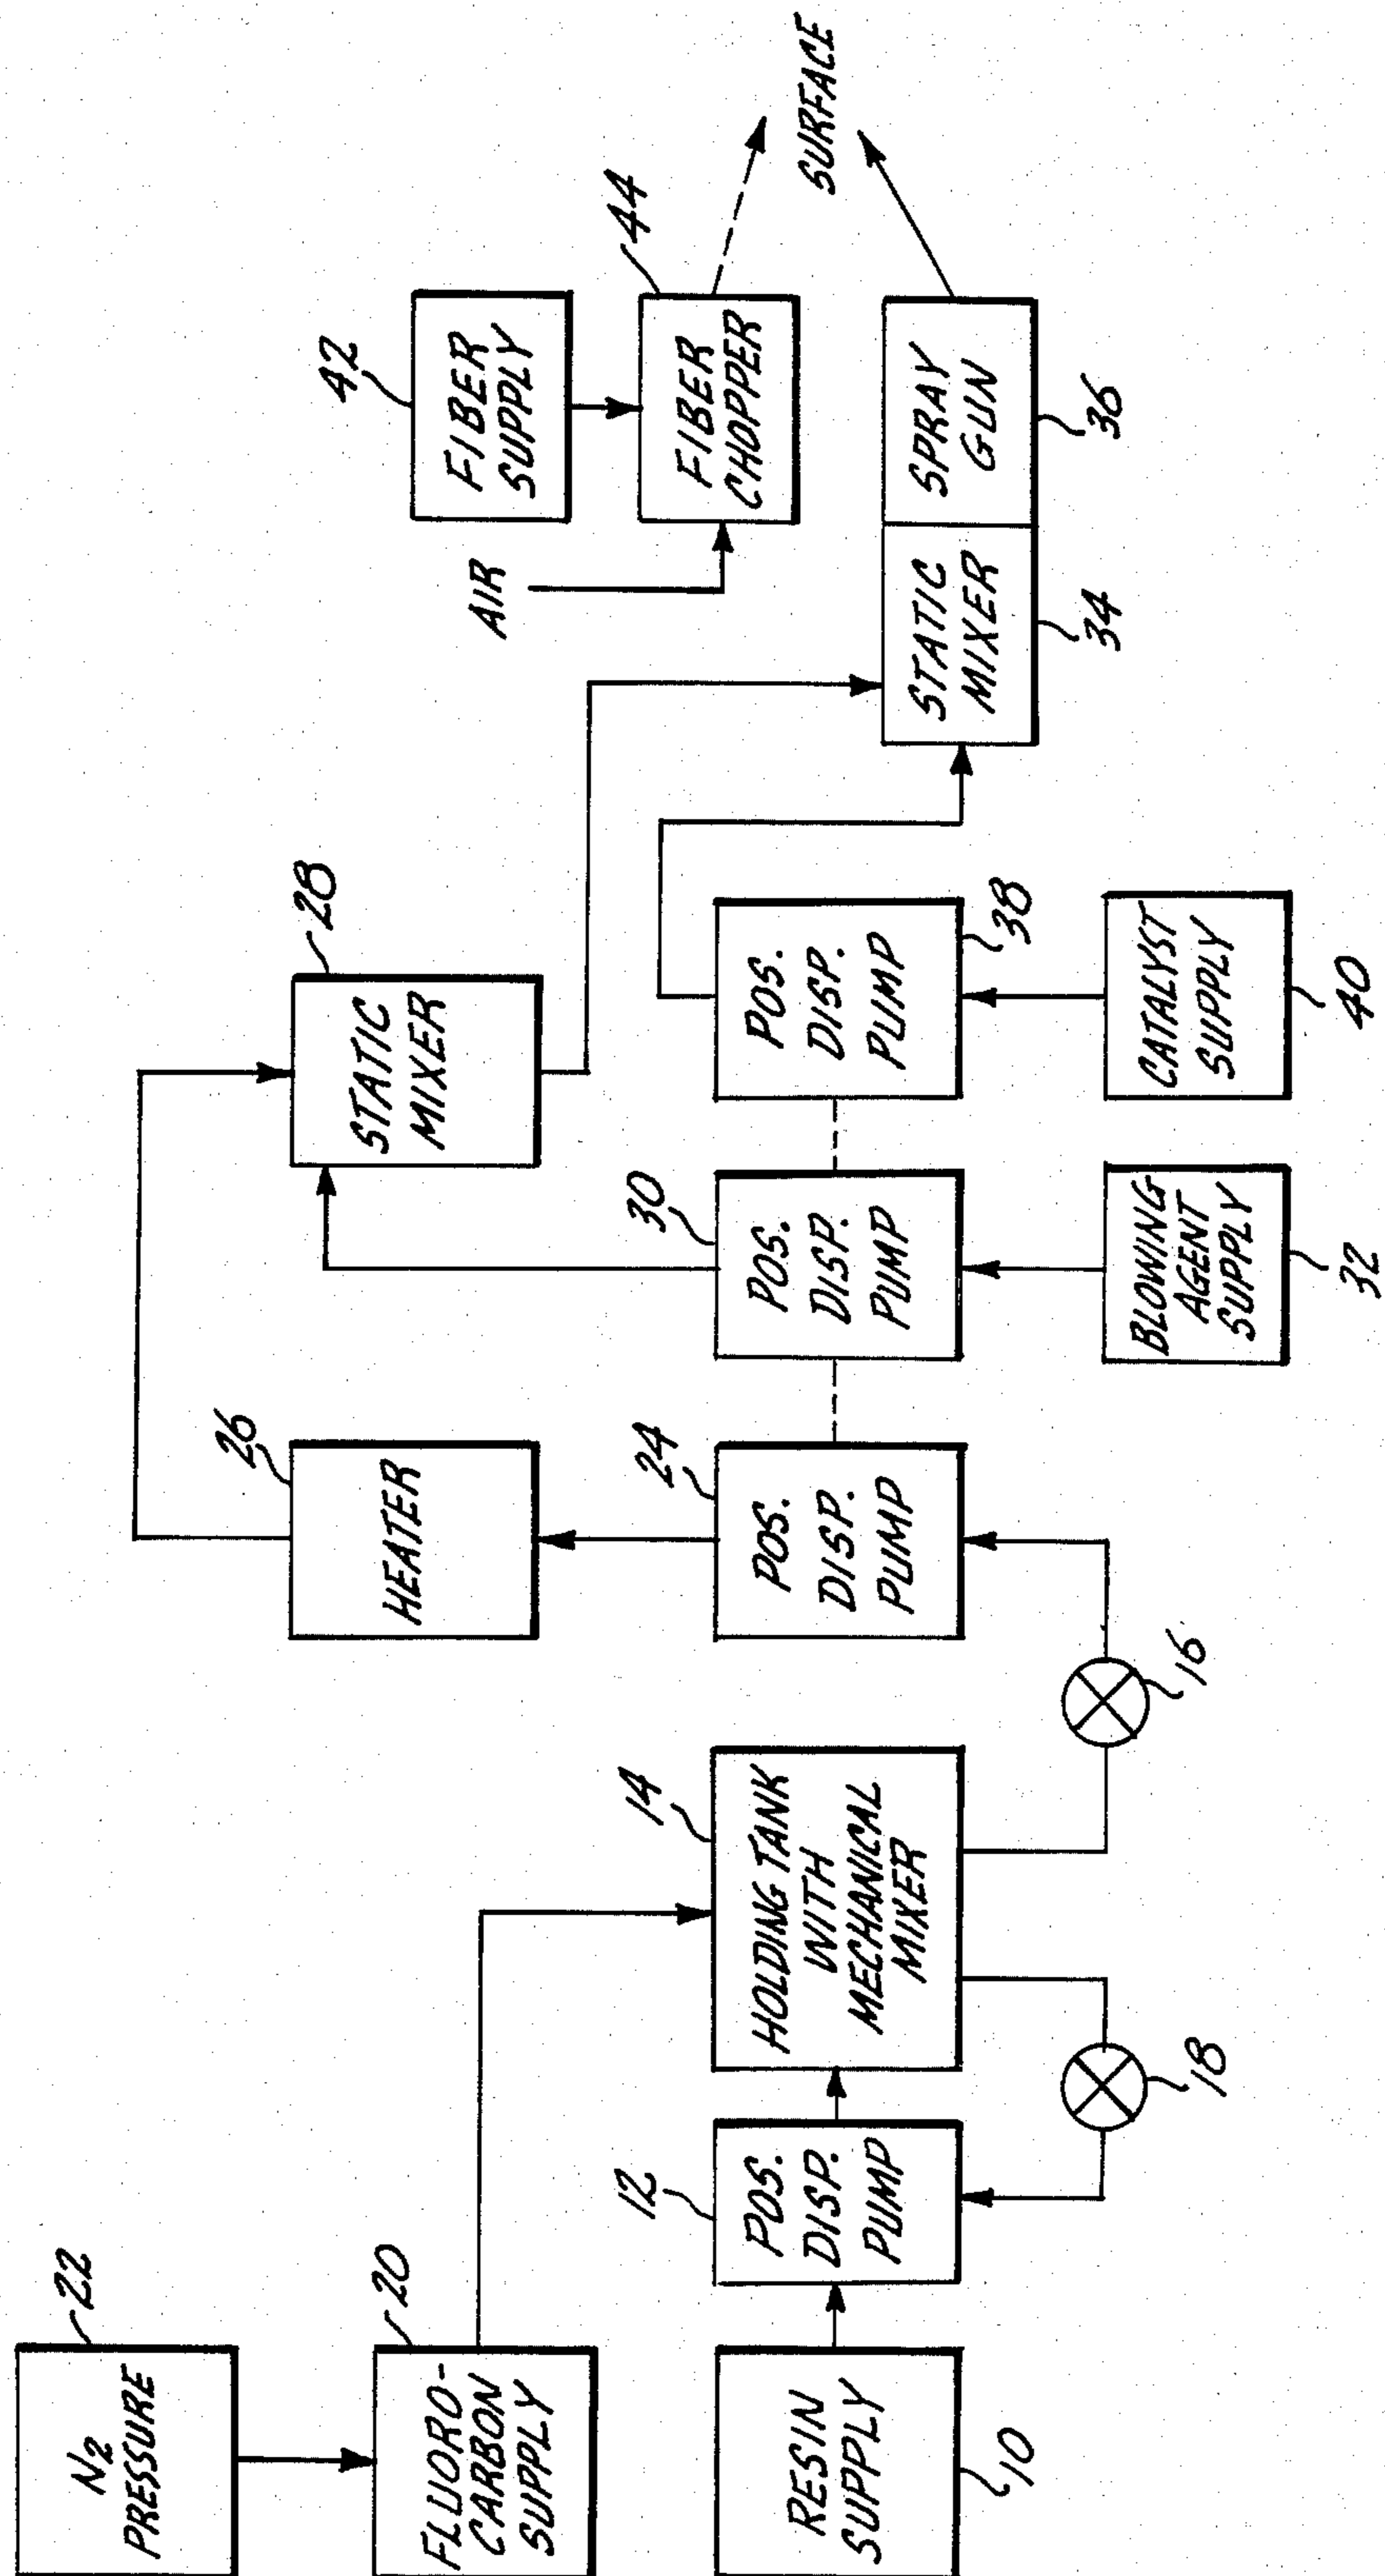 N2
PRESSURE
22
FLUORO-
CARBON
SUPPLY
20
RESIN
SUPPLY
10
POS.
DISP.
PUMP
12
HOLDING TANK
WITH
MECHANICAL
MIXER
14
18
16
HEATER
26
POS.
DISP.
PUMP
24
STATIC
MIXER
28
POS.
DISP.
PUMP
30
BLOWING
AGENT
SUPPLY
32
POS.
DISP.
PUMP
38
CATALYST
SUPPLY
40
AIR
FIBER
SUPPLY
42
FIBER
CHOPPER
44
STATIC
MIXER
34
SPRAY
GUN
36
SURFACE